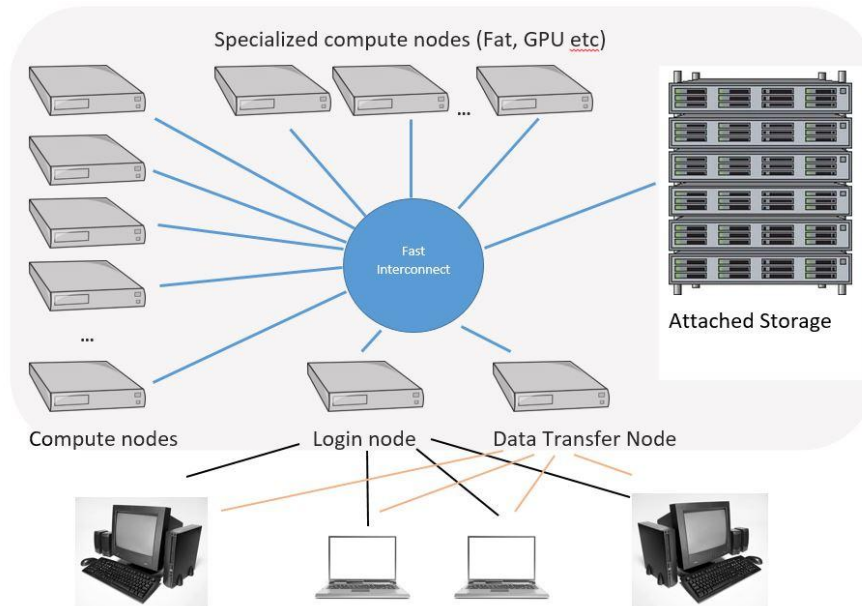 Specialized compute nodes (Fat, GPU etc)
...
Fast
Interconnect
...
Attached Storage
Compute nodes
Login node
Data Transfer Node